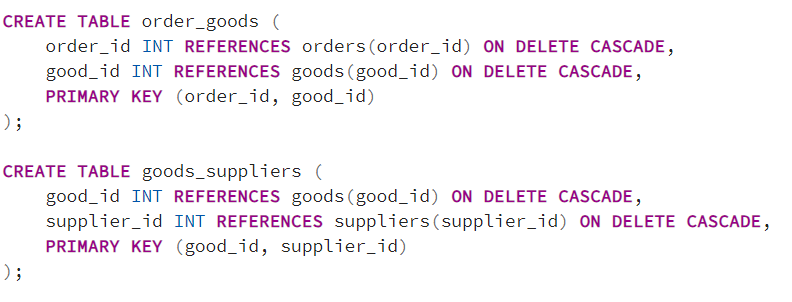 CREATE TABLE order_goods (
    order_id INT REFERENCES orders(order_id) ON DELETE CASCADE,
    good_id INT REFERENCES goods(good_id) ON DELETE CASCADE,
    PRIMARY KEY (order_id, good_id)
);

CREATE TABLE goods_suppliers (
    good_id INT REFERENCES goods(good_id) ON DELETE CASCADE,
    supplier_id INT REFERENCES suppliers(supplier_id) ON DELETE CASCADE,
    PRIMARY KEY (good_id, supplier_id)
);